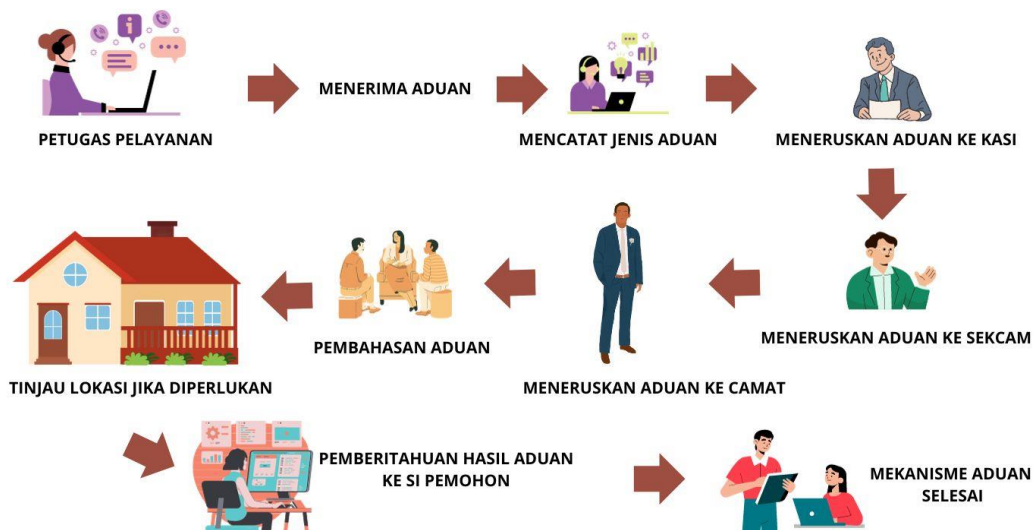 PETUGAS PELAYANAN
MENERIMA ADUAN
MENCATAT JENIS ADUAN
MENERUSKAN ADUAN KE KASI
MENERUSKAN ADUAN KE SEKCAM
MENERUSKAN ADUAN KE CAMAT
PEMBAHASAN ADUAN
TINJAU LOKASI JIKA DIPERLUKAN
PEMBERITAHUAN HASIL ADUAN
KE SI PEMOHON
MEKANISME ADUAN
SELESAI